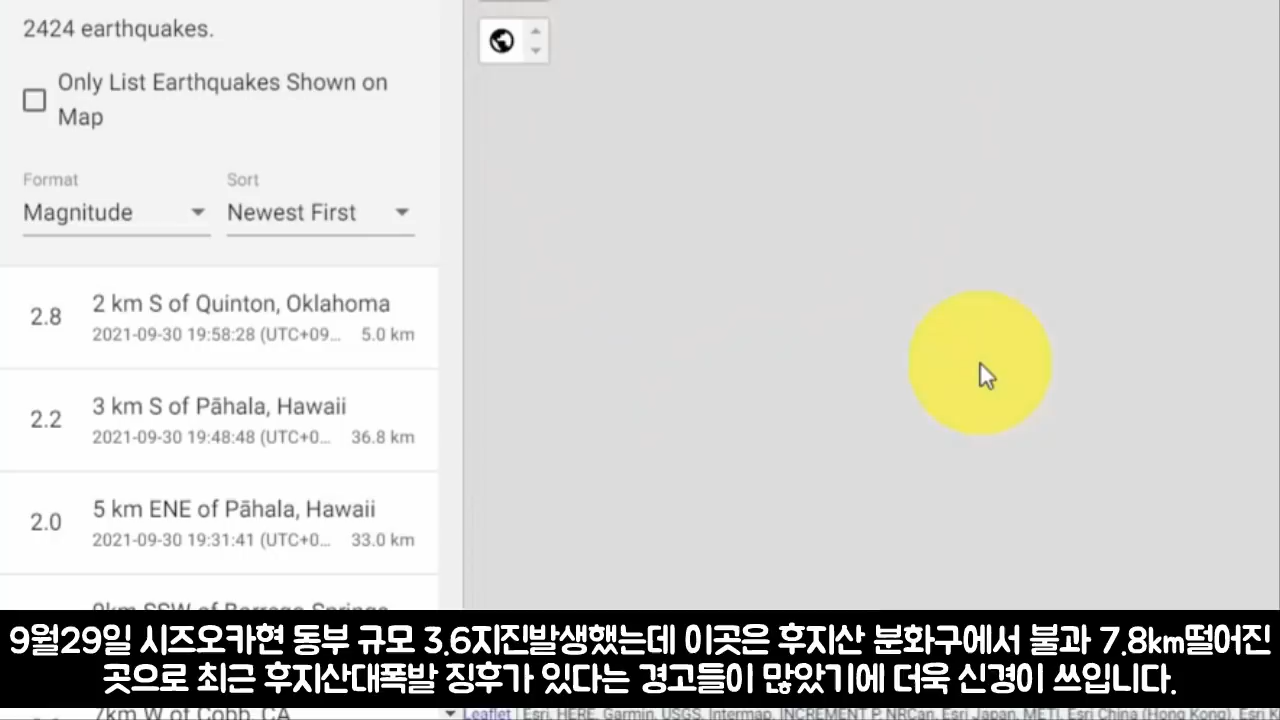 2424 earthquakes.
Only List Earthquakes Shown on
Map
Format
Sort
Magnitude
Newest First
2.8
2 km S of Quinton, Oklahoma
2021-09-30 19:58:28 (UTC+09... 5.0 km
2.2
3 km S of Pāhala, Hawaii
2021-09-30 19:48:48 (UTC+0... 36.8 km
2.0
5 km ENE of Pāhala, Hawaii
2021-09-30 19:31:41 (UTC+0... 33.0 km
9km SSW of Borrego Springs
9월29일 시즈오카현 동부 규모 3.6지진발생했는데 이곳은 후지산 분화구에서 불과 7.8km떨어진
곳으로 최근 후지산대폭발 징후가 있다는 경고들이 많았기에 더욱 신경이 쓰입니다.
7km W of Cobb, CA
Leaflet | Esri, HERE, Garmin, USGS, Intermap, INCREMENT P, NRCan, Esri Japan, METI, Esri China (Hong Kong), Esri K